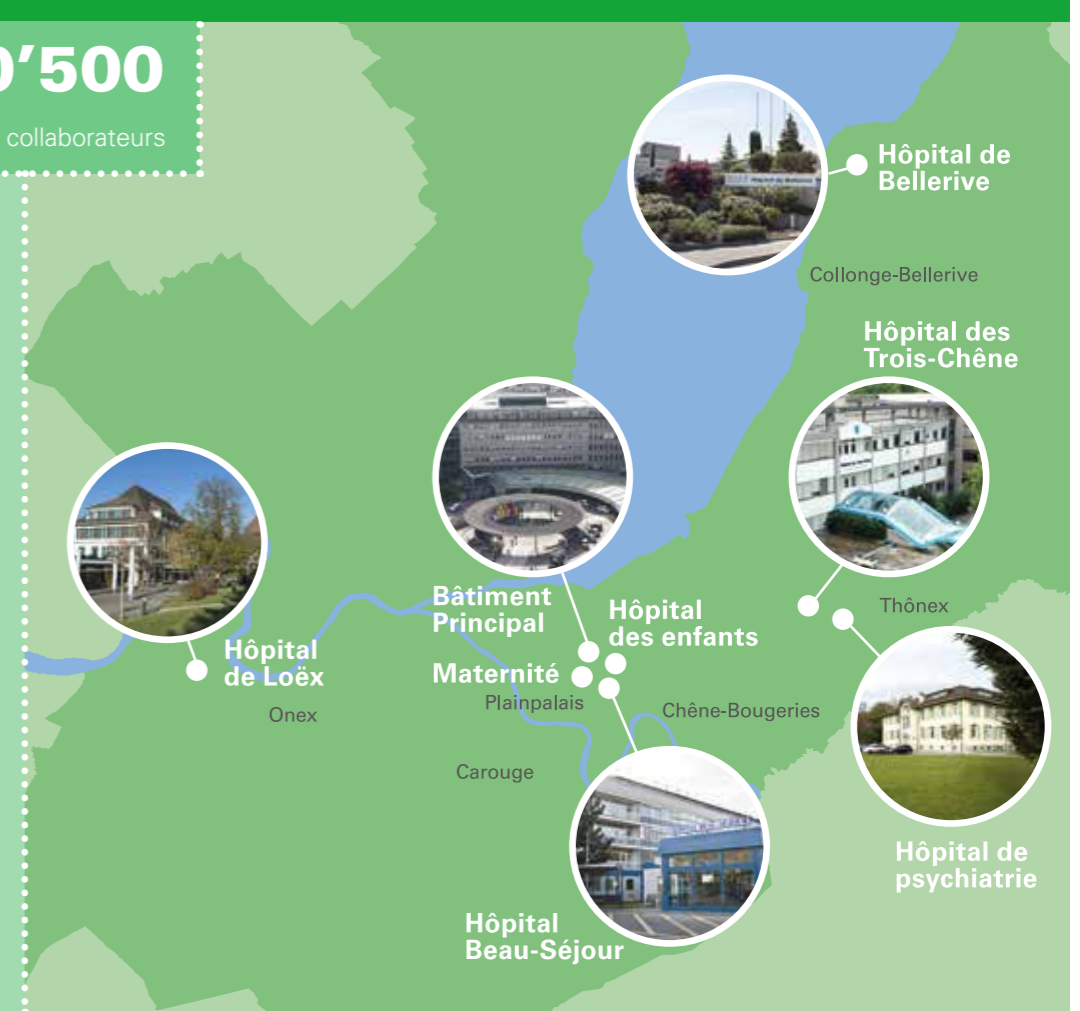 0’500
collaborateurs
Hôpital de
Bellerive
Collonge-Bellerive
Hôpital des
Trois-Chêne
Bâtiment
Principal
Hôpital
des enfants
Thônex
Hôpital
de Loëx
Maternité
Plainpalais
Onex
Chêne-Bougeries
Carouge
Hôpital de
psychiatrie
Hôpital
Beau-Séjour